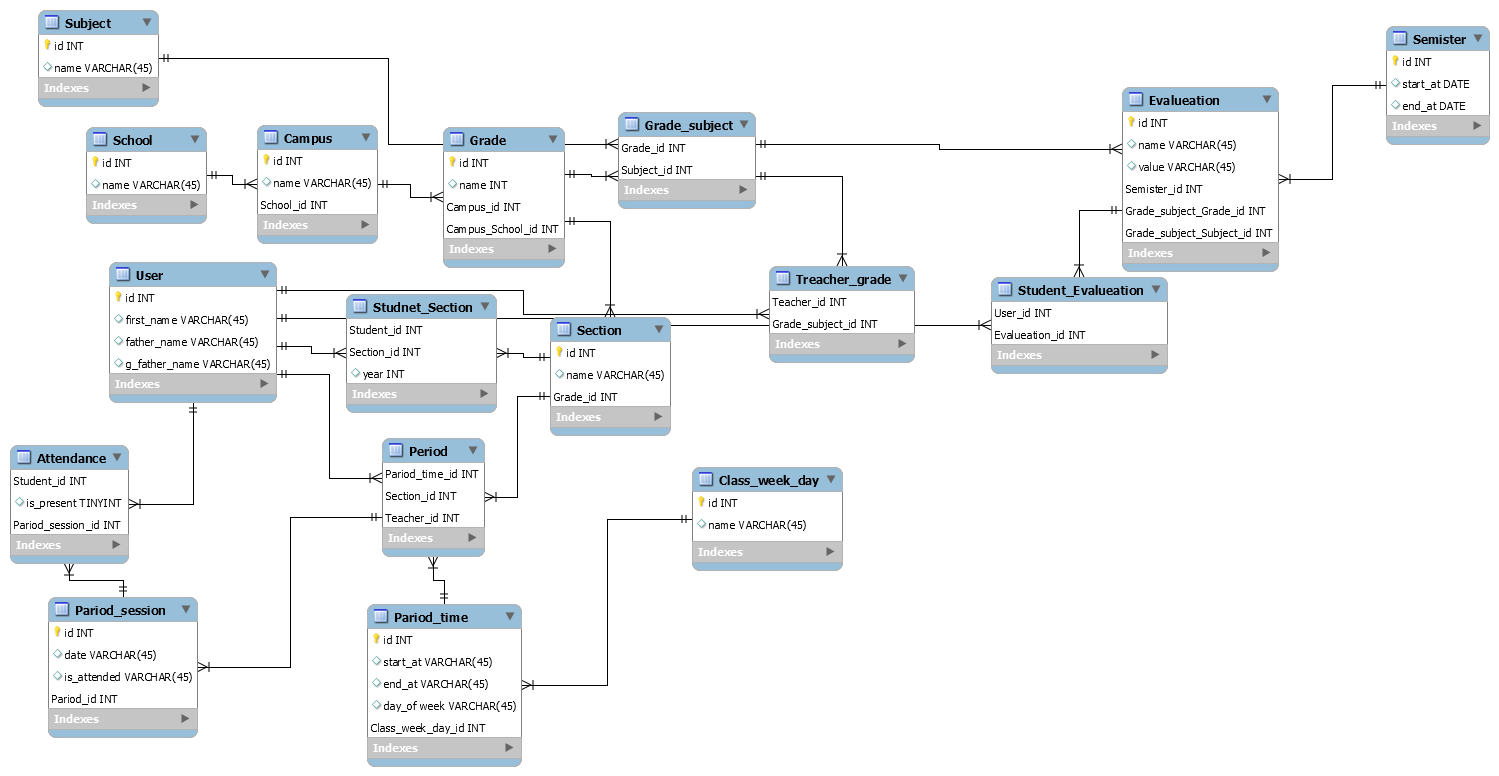 Subject
id INT
name VARCHAR(45)
Indexes
School
id INT
name VARCHAR(45)
Indexes
Campus
id INT
name VARCHAR(45)
School_id INT
Indexes
Grade
id INT
name INT
Campus_id INT
Campus_School_id INT
Indexes
Grade_subject
Grade_id INT
Subject_id INT
Indexes
Evalueation
id INT
name VARCHAR(45)
value VARCHAR(45)
Semister_id INT
Grade_subject_Grade_id INT
Grade_subject_Subject_id INT
Indexes
Semister
id INT
start_at DATE
end_at DATE
Indexes
User
id INT
first_name VARCHAR(45)
father_name VARCHAR(45)
g_father_name VARCHAR(45)
Indexes
Studnet_Section
Student_id INT
Section_id INT
year INT
Indexes
Section
id INT
name VARCHAR(45)
Grade_id INT
Indexes
Treacher_grade
Teacher_id INT
Grade_subject_id INT
Indexes
Student_Evalueation
User_id INT
Evalueation_id INT
Indexes
Attendance
Student_id INT
is_present TINYINT
Pariod_session_id INT
Indexes
Period
Pariod_time_id INT
Section_id INT
Teacher_id INT
Indexes
Class_week_day
id INT
name VARCHAR(45)
Indexes
Pariod_session
id INT
date VARCHAR(45)
is_attended VARCHAR(45)
Pariod_id INT
Indexes
Pariod_time
id INT
start_at VARCHAR(45)
end_at VARCHAR(45)
day_of week VARCHAR(45)
Class_week_day_id INT
Indexes